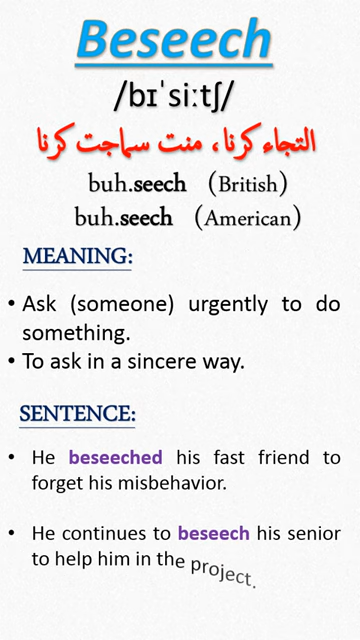 Beseech
/bɪˈsiːtʃ/
التجاء کرنا، منت سماجت کرنا
buh.seech (British)
buh.seech (American)
MEANING:
• Ask (someone) urgently to do
something.
• To ask in a sincere way.
SENTENCE:
• He beseeched his fast friend to
forget his misbehavior.
• He continues to beseech his senior
to help him in the project.